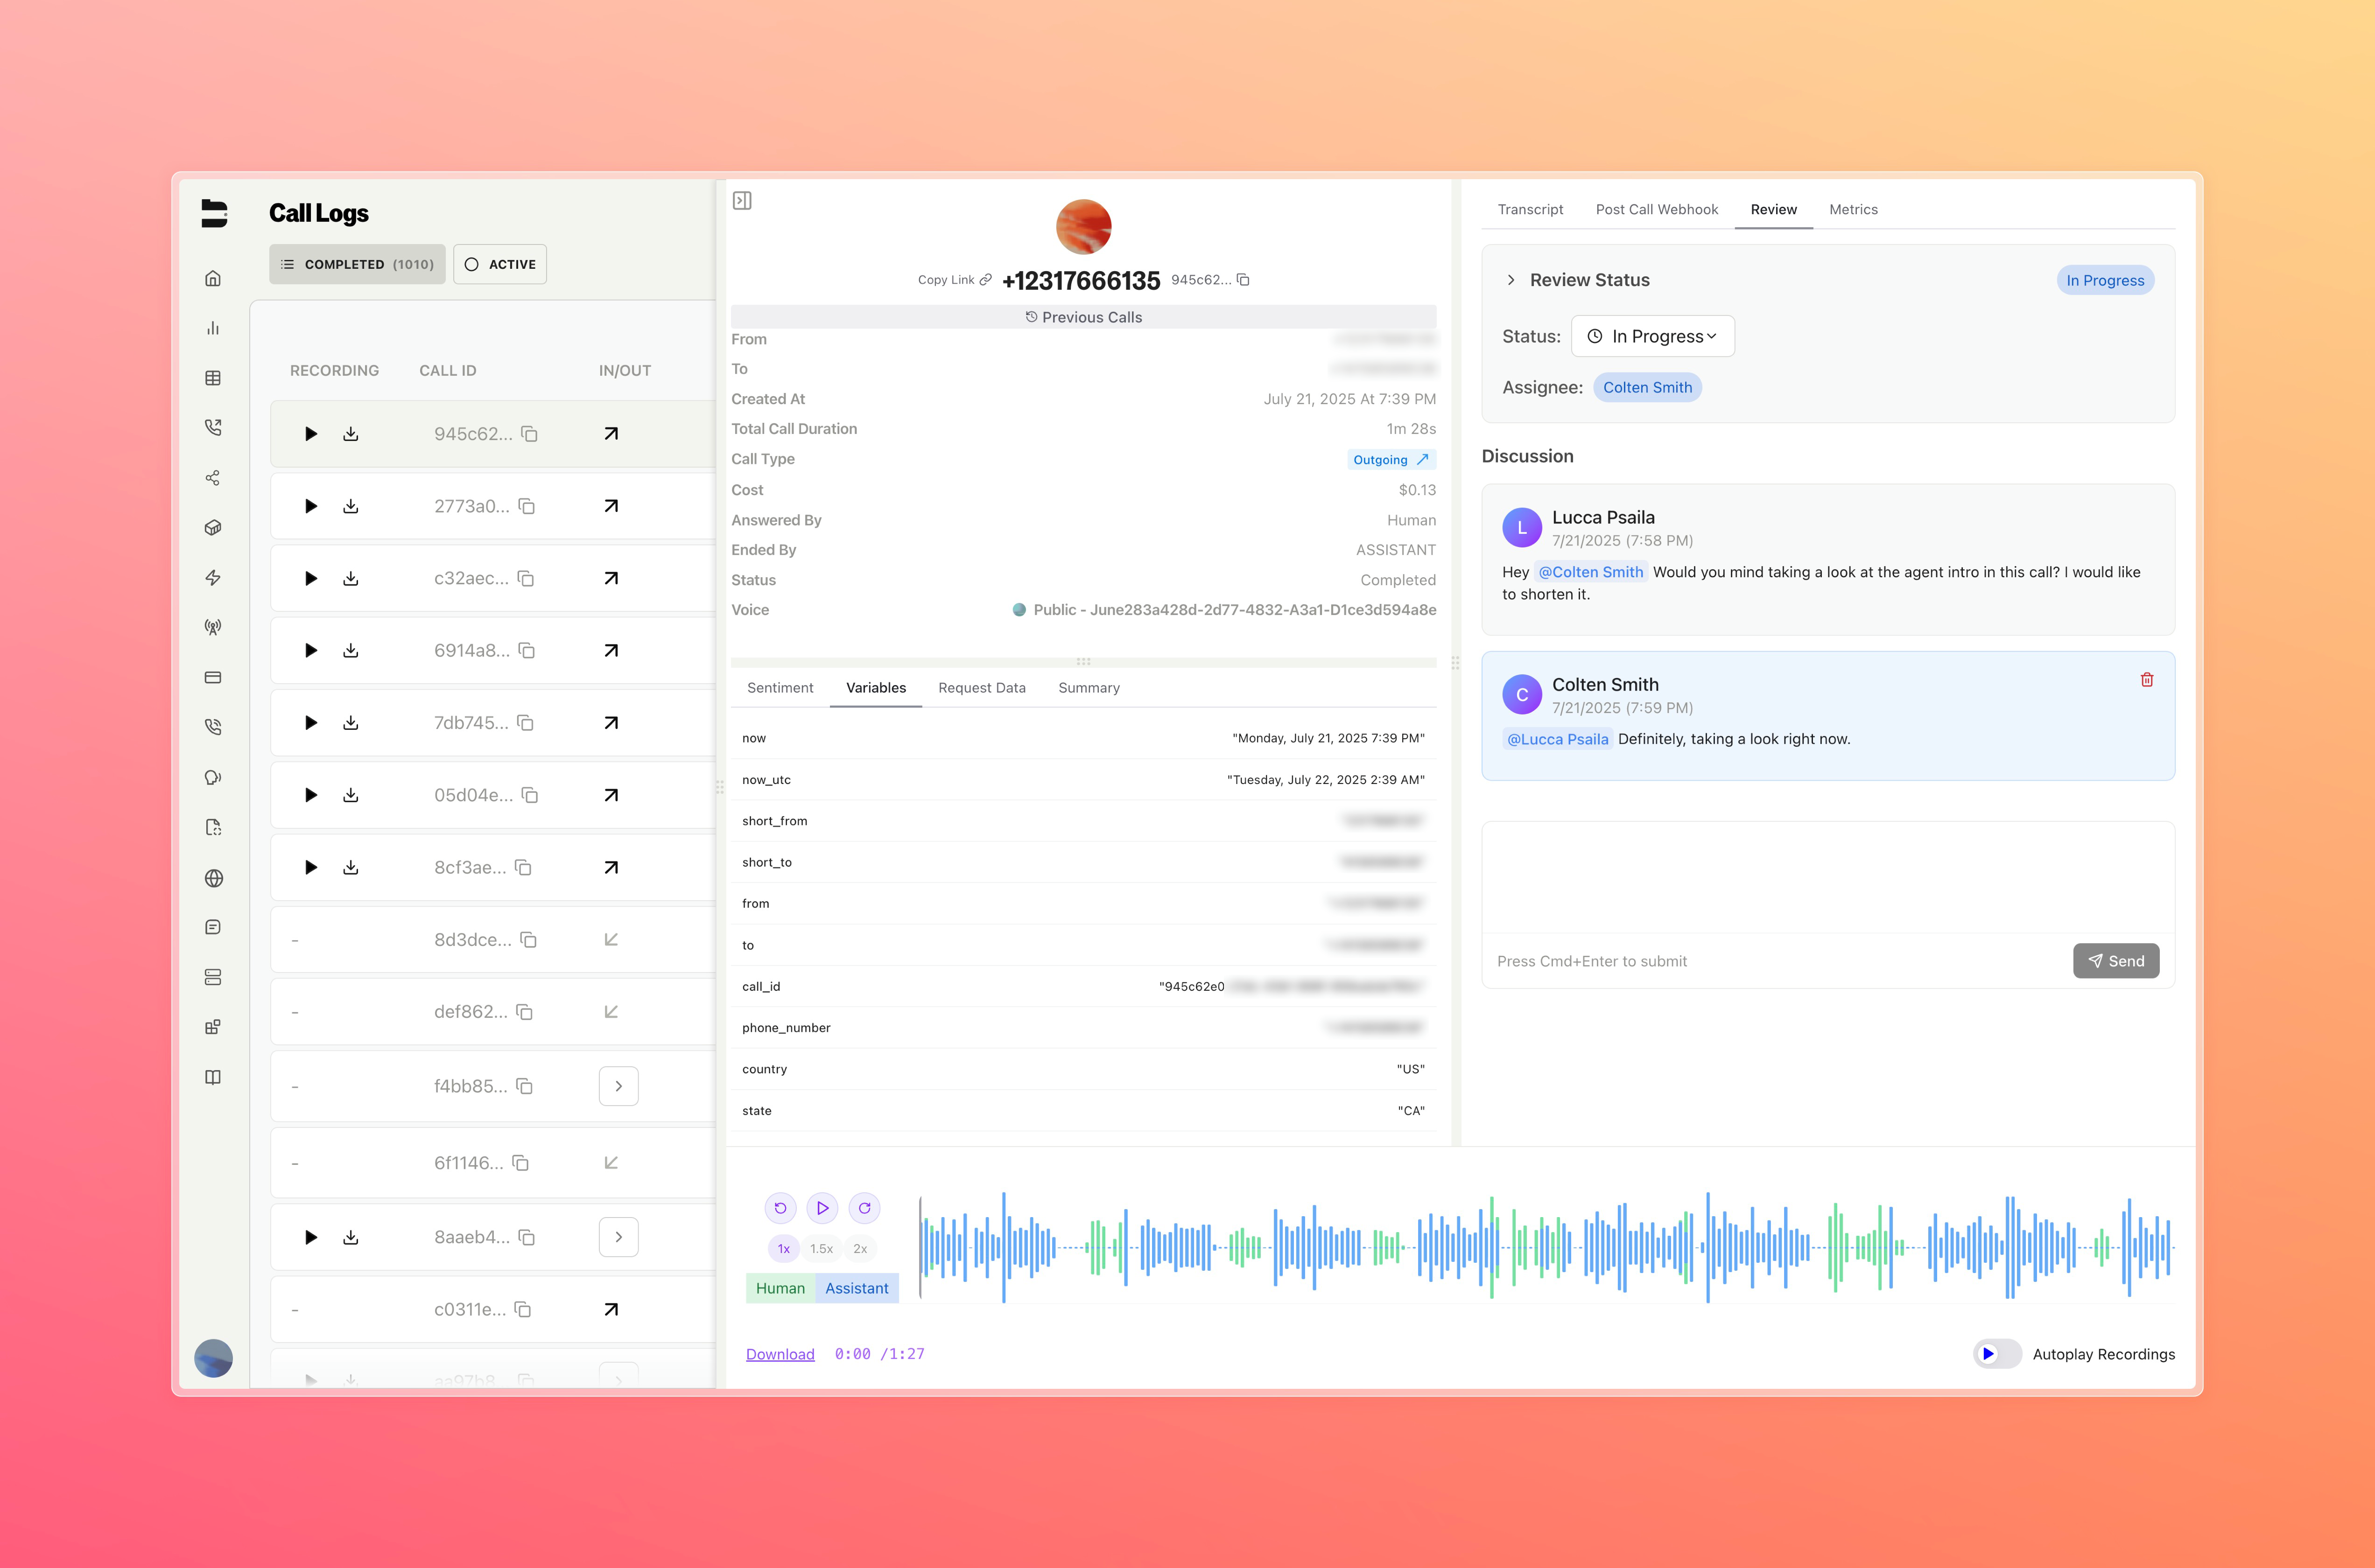 Call Logs
COMPLETED (1010)
ACTIVE
RECORDING CALL ID IN/OUT
945c62...
2773a0...
c32aec...
6914a8...
7db745...
05d04e...
8cf3ae...
- 8d3dce...
- def862...
- f4bb85...
- 6f1146...
8aaeb4...
- c0311e...
aa97b8...
Copy Link +12317666135 945c62...
Previous Calls
From
To
Created At July 21, 2025 At 7:39 PM
Total Call Duration 1m 28s
Call Type Outgoing
Cost $0.13
Answered By Human
Ended By ASSISTANT
Status Completed
Voice Public - June283a428d-2d77-4832-A3a1-D1ce3d594a8e
Sentiment Variables Request Data Summary
now "Monday, July 21, 2025 7:39 PM"
now_utc "Tuesday, July 22, 2025 2:39 AM"
short_from
short_to
from
to
call_id "945c62e0
phone_number
country "US"
state "CA"
Transcript Post Call Webhook Review Metrics
Review Status In Progress
Status: In Progress
Assignee: Colten Smith
Discussion
L
Lucca Psaila
7/21/2025 (7:58 PM)
Hey @Colten Smith Would you mind taking a look at the agent intro in this call? I would like
to shorten it.
C
Colten Smith
7/21/2025 (7:59 PM)
@Lucca Psaila Definitely, taking a look right now.
Press Cmd+Enter to submit
Send
1x 1.5x 2x
Human Assistant
Download 0:00 /1:27
Autoplay Recordings